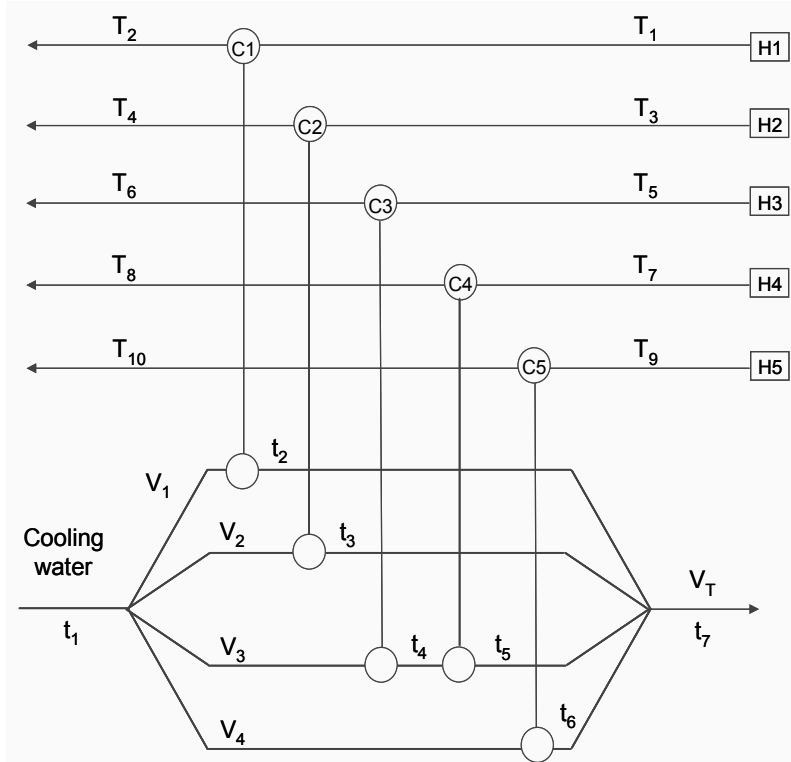 T2 C1 T1 H1
T4 C2 T3 H2
T6 C3 T5 H3
T8 C4 T7 H4
T10 C5 T9 H5
t2
V1
V2 t3
Cooling
water
VT
t1 t7
V3 t4 t5
V4 t6